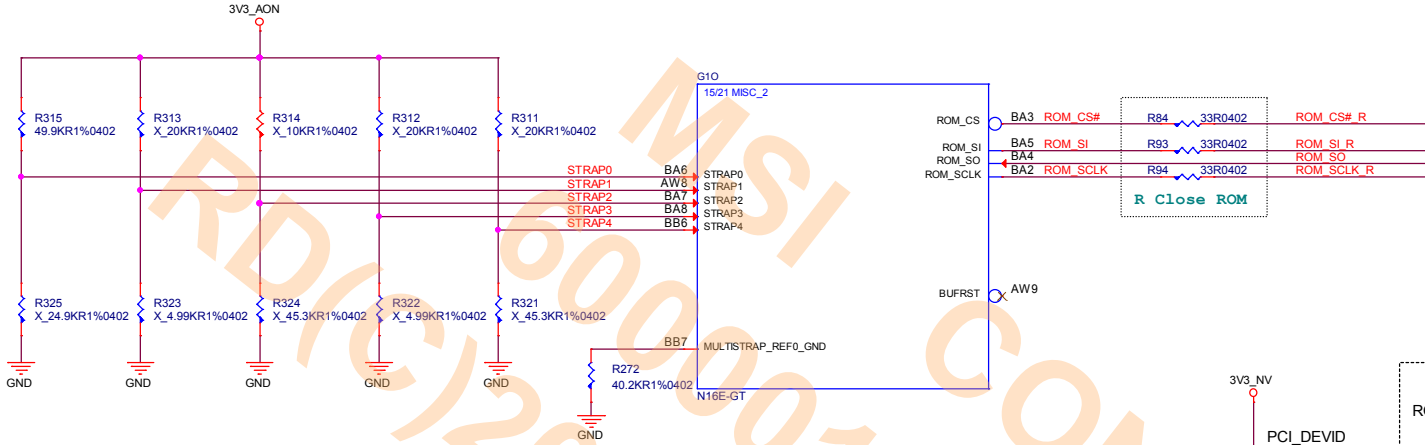 3V3_AON
R315
49.9KR1%0402
R313
X_20KR1%0402
R314
X_10KR1%0402
R312
X_20KR1%0402
R311
X_20KR1%0402
G1O
15/21 MISC_2
STRAP0 BA6 STRAP0
STRAP1 AW8 STRAP1
STRAP2 BA7 STRAP2
STRAP3 BA8 STRAP3
STRAP4 BB6 STRAP4
ROM_CS BA3 ROM_CS# R84 33R0402 ROM_CS#_R
ROM_SI BA5 ROM_SI R93 33R0402 ROM_SI_R
ROM_SO BA4 ROM_SO
ROM_SCLK BA2 ROM_SCLK R94 33R0402 ROM_SCLK_R
R Close ROM
BUFRST AW9
R325
X_24.9KR1%0402
R323
X_4.99KR1%0402
R324
X_45.3KR1%0402
R322
X_4.99KR1%0402
R321
X_45.3KR1%0402
BB7 MULTISTRAP_REF0_GND
R272
40.2KR1%0402
N16E-GT
GND
GND
GND
GND
GND
GND
3V3_NV
PCI_DEVID
MSI